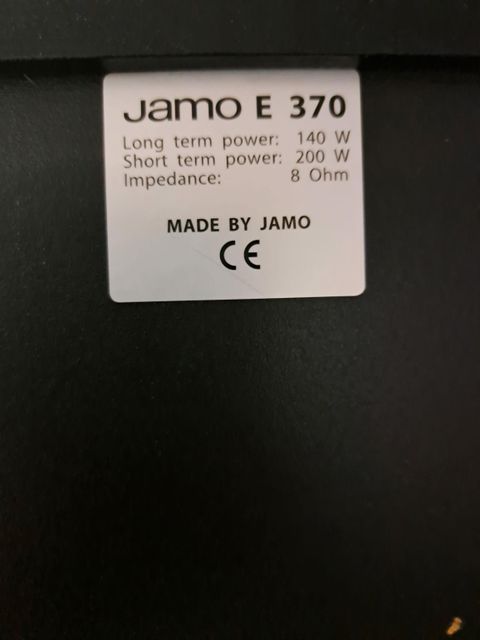 Jamo E 370
Long term power: 140 W
Short term power: 200 W
Impedance: 8 Ohm
MADE BY JAMO
CE